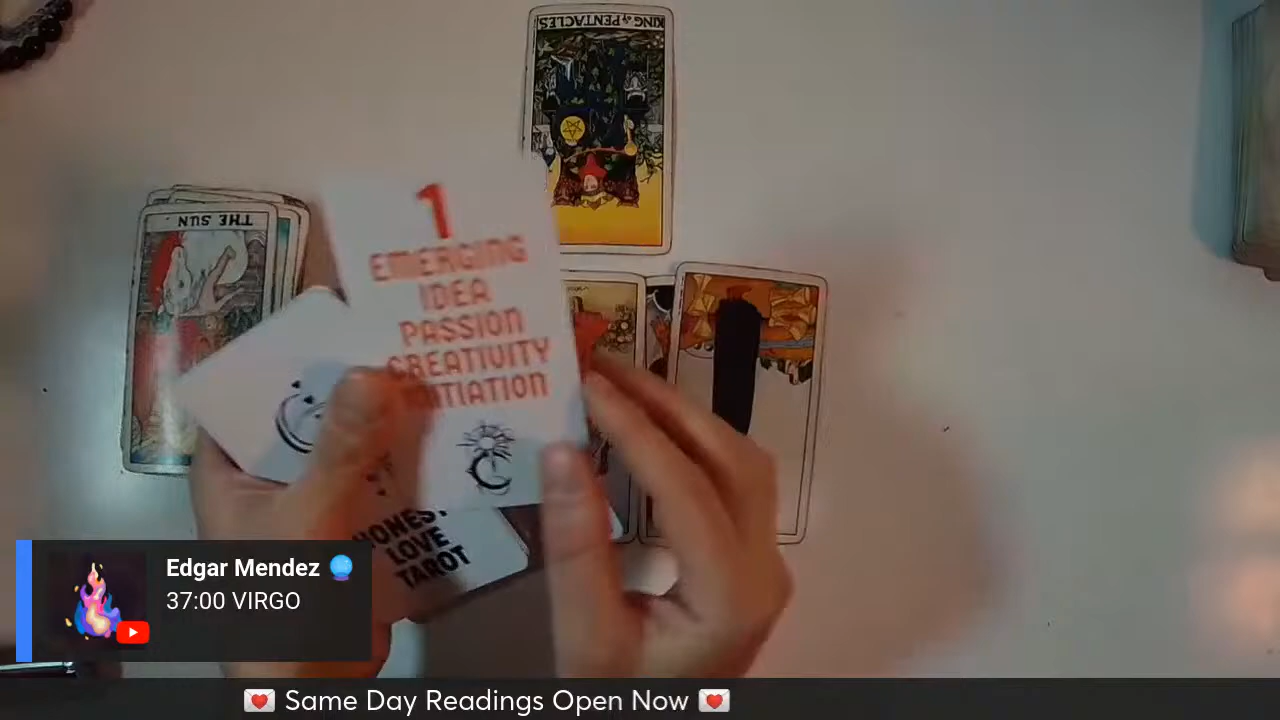 KING of PENTACLES
THE SUN
1
EMERGING
IDEA
PASSION
CREATIVITY
INITIATION
HONEST
LOVE
TAROT
Edgar Mendez 🔮
37:00 VIRGO
💌 Same Day Readings Open Now 💌